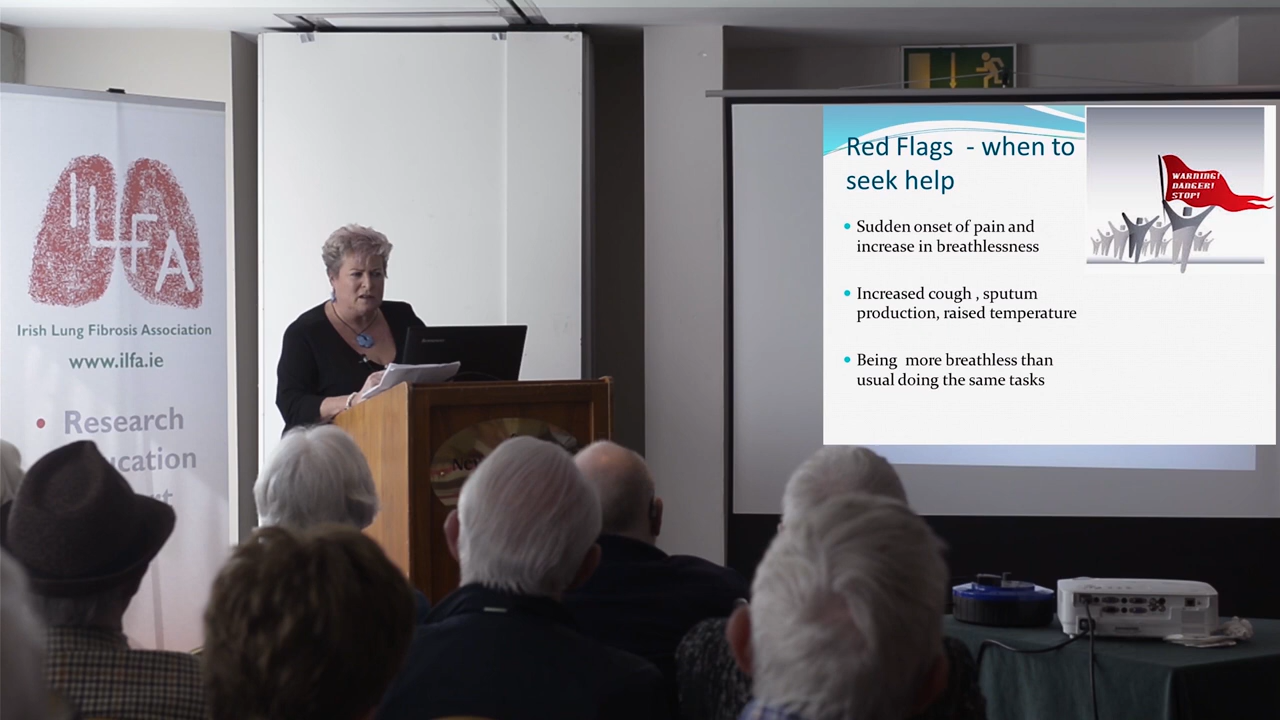 ILFA
Irish Lung Fibrosis Association
www.ilfa.ie
• Research
Red Flags - when to
seek help
WARNING!
DANGER!
STOP!
• Sudden onset of pain and
increase in breathlessness
• Increased cough , sputum
production, raised temperature
• Being more breathless than
usual doing the same tasks